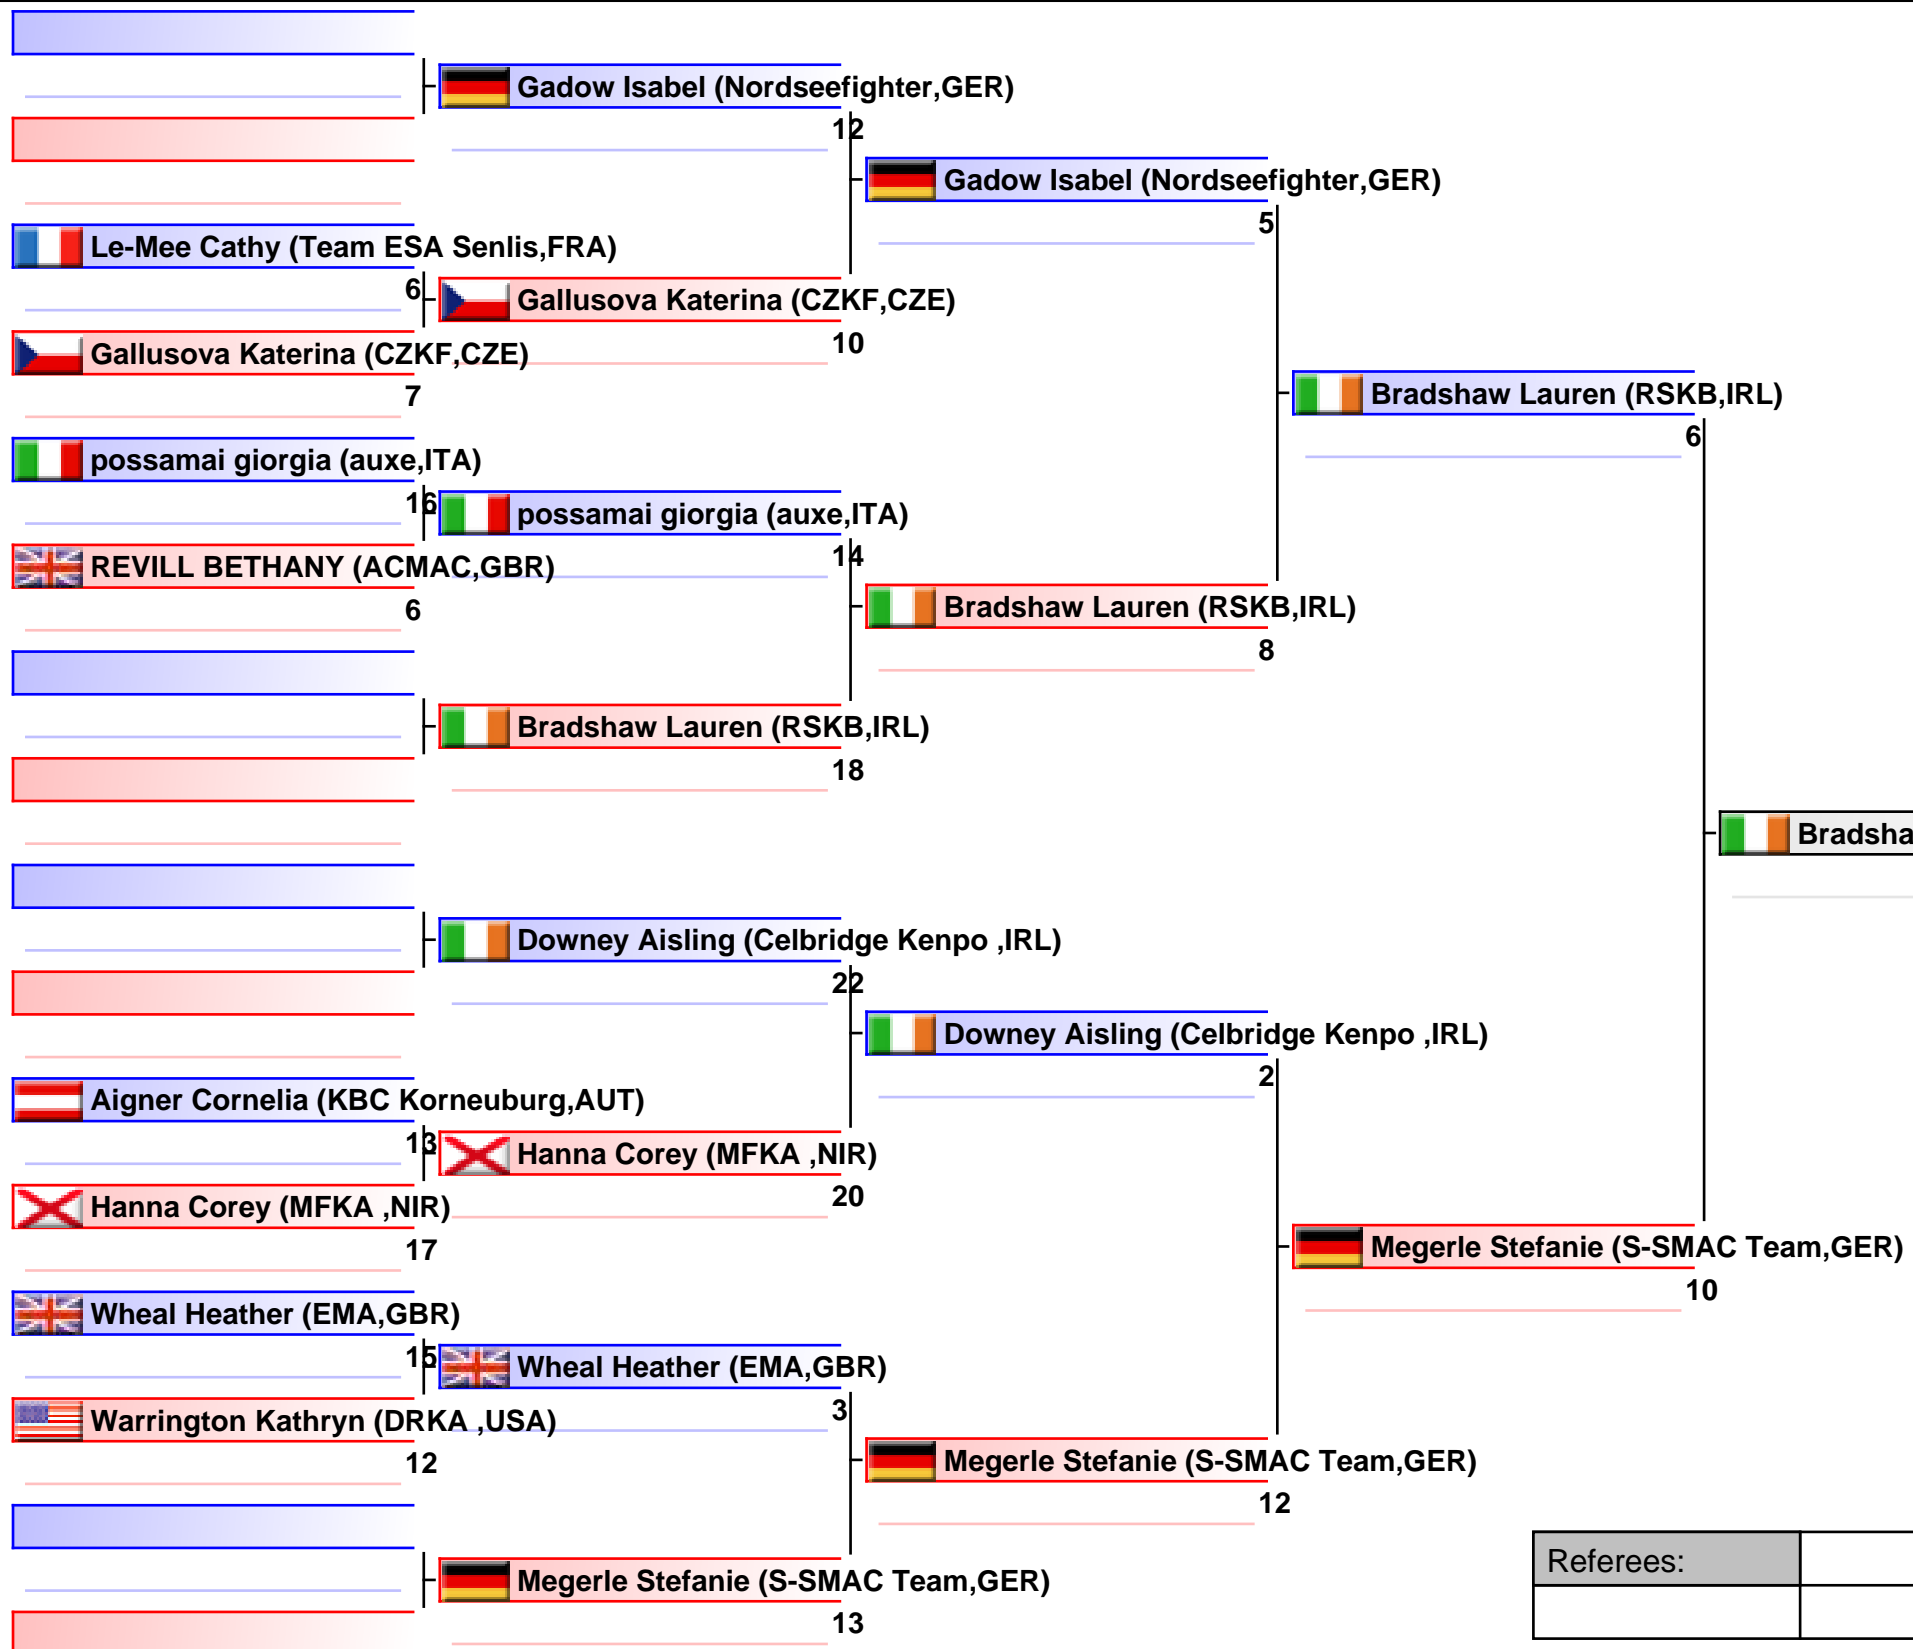 Gadow Isabel (Nordseefighter,GER)
12
Gadow Isabel (Nordseefighter,GER)
5
Le-Mee Cathy (Team ESA Senlis,FRA)
6
Gallusova Katerina (CZKF,CZE)
10
Gallusova Katerina (CZKF,CZE)
7
Bradshaw Lauren (RSKB,IRL)
6
possamai giorgia (auxe,ITA)
16
possamai giorgia (auxe,ITA)
14
REVILL BETHANY (ACMAC,GBR)
6
Bradshaw Lauren (RSKB,IRL)
8
Bradshaw Lauren (RSKB,IRL)
18
Bradsha
Downey Aisling (Celbridge Kenpo ,IRL)
22
Downey Aisling (Celbridge Kenpo ,IRL)
2
Aigner Cornelia (KBC Korneuburg,AUT)
13
Hanna Corey (MFKA ,NIR)
20
Hanna Corey (MFKA ,NIR)
17
Megerle Stefanie (S-SMAC Team,GER)
10
Wheal Heather (EMA,GBR)
15
Wheal Heather (EMA,GBR)
3
Warrington Kathryn (DRKA ,USA)
12
Megerle Stefanie (S-SMAC Team,GER)
12
Megerle Stefanie (S-SMAC Team,GER)
13
Referees: